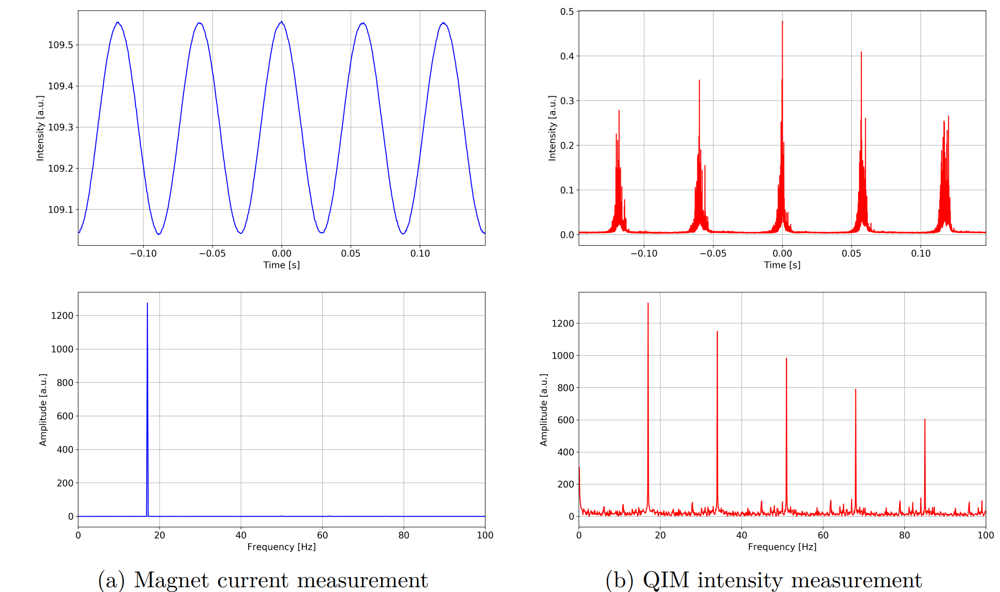 109.5
109.4
109.3
109.2
109.1
Intensity [a.u.]
−0.10 −0.05 0.00 0.05 0.10
Time [s]
0.5
0.4
0.3
0.2
0.1
0.0
Intensity [a.u.]
−0.10 −0.05 0.00 0.05 0.10
Time [s]
1200
1000
800
600
400
200
0
Amplitude [a.u.]
0 20 40 60 80 100
Frequency [Hz]
1200
1000
800
600
400
200
0
Amplitude [a.u.]
0 20 40 60 80 100
Frequency [Hz]
(a) Magnet current measurement
(b) QIM intensity measurement